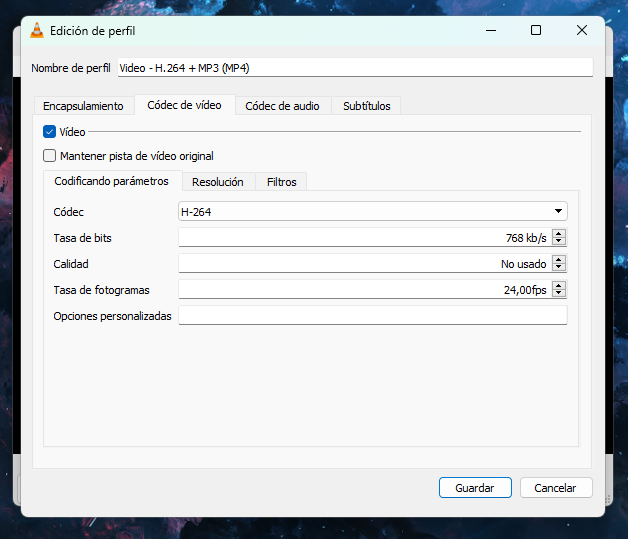 Edición de perfil
Nombre de perfil Video - H.264 + MP3 (MP4)
Encapsulamiento Códec de vídeo Códec de audio Subtítulos
Vídeo
Mantener pista de vídeo original
Codificando parámetros Resolución Filtros
Códec H-264
Tasa de bits 768 kb/s
Calidad No usado
Tasa de fotogramas 24,00fps
Opciones personalizadas
Guardar Cancelar